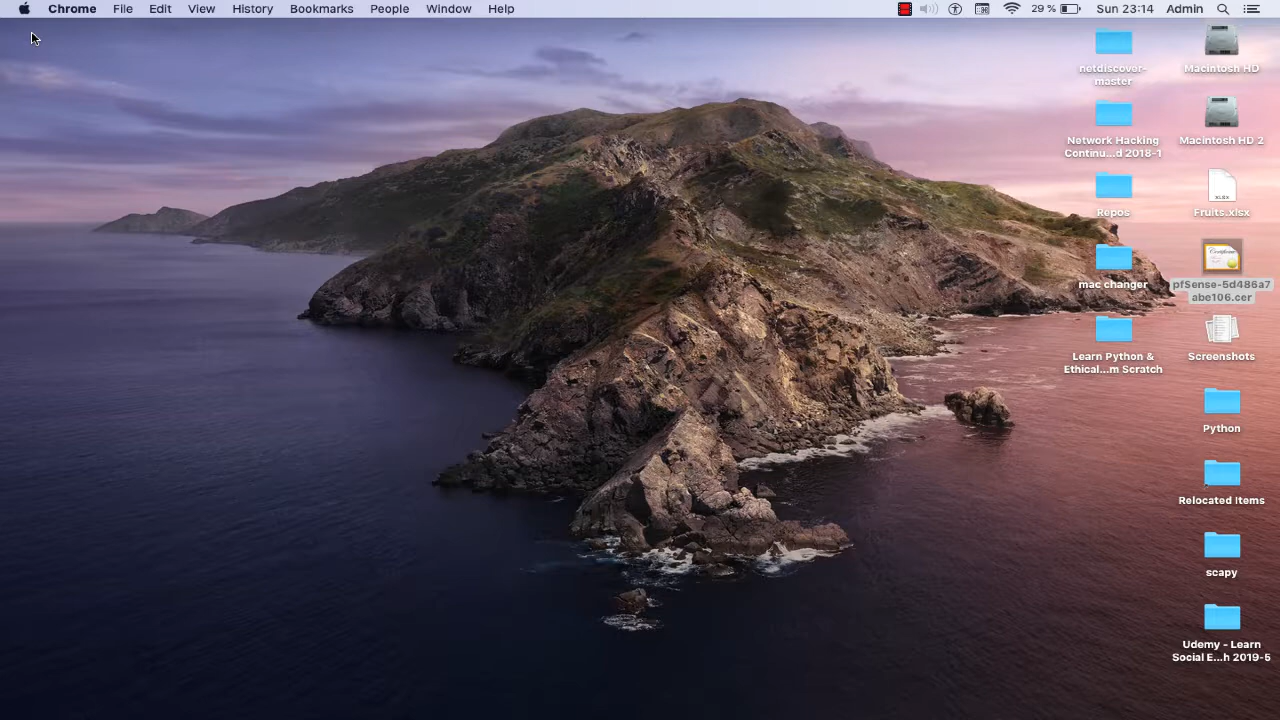 Chrome File Edit View History Bookmarks People Window Help 29 % Sun 23:14 Admin
netdiscover-
master
Macintosh HD
Network Hacking
Continu...d 2018-1
Macintosh HD 2
Repos
XLSX
Fruits.xlsx
mac changer
pfSense-5d486a7
abe106.cer
Learn Python &
Ethical...m Scratch
Screenshots
Python
Relocated Items
scapy
Udemy - Learn
Social E...h 2019-5